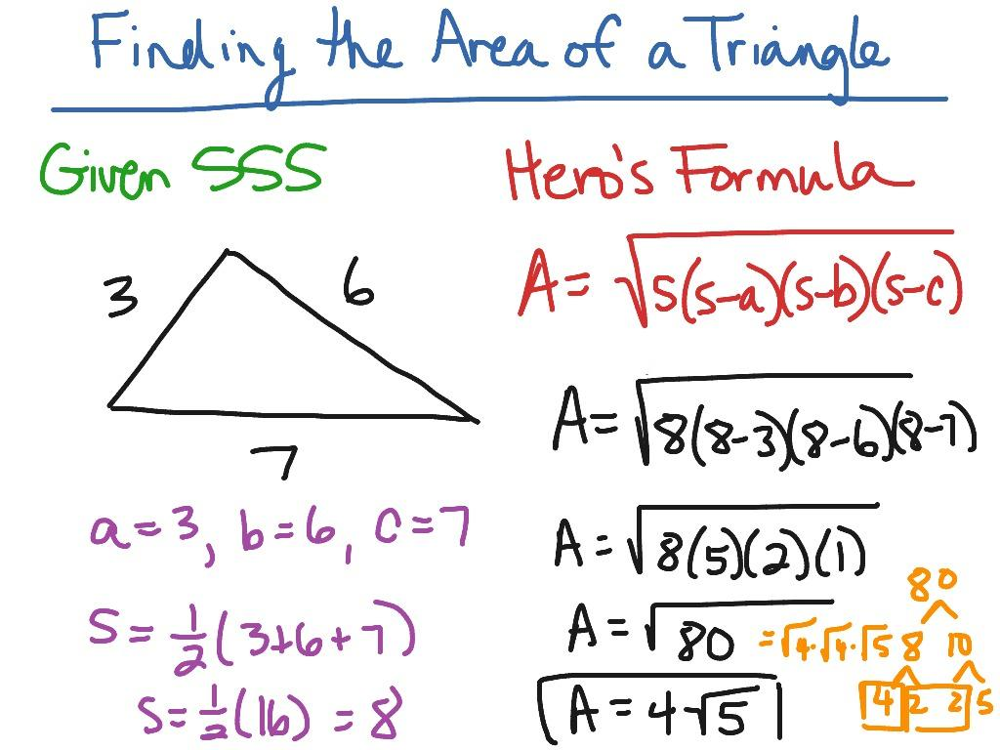 Finding the Area of a Triangle
Given SSS
3
6
7
a=3, b=6, c=7
S=½(3+6+7)
S=½(16)=8
Hero's Formula
A=√s(s-a)(s-b)(s-c)
A=√8(8-3)(8-6)(8-7)
A=√8(5)(2)(1)
A=√80 =√4·√4·√5
A=4√5
80
8 10
4 2 2 5